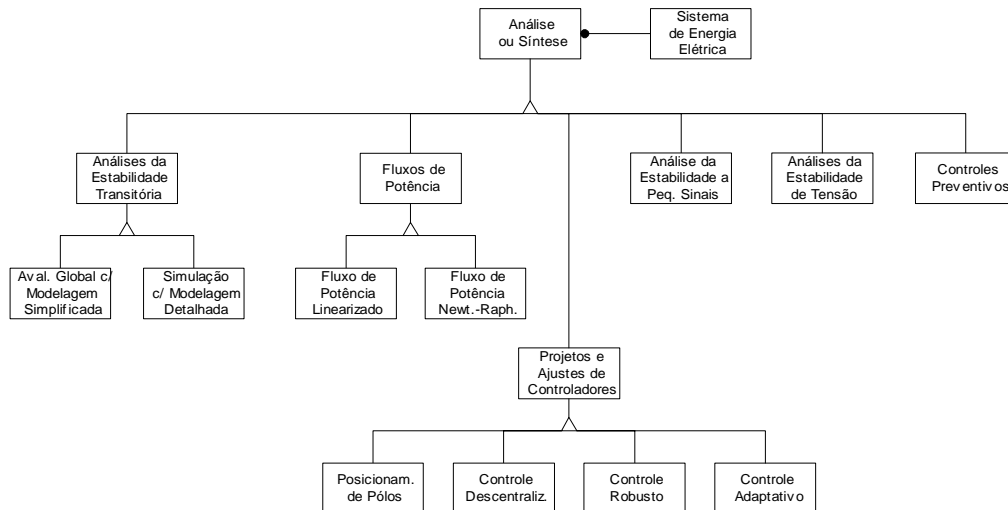 Análise
ou Síntese
Sistema
de Energia
Elétrica
Análises da
Estabilidade
Transitória
Fluxos de
Potência
Análise da
Estabilidade a
Peq. Sinais
Análises da
Estabilidade
de Tensão
Controles
Preventivos
Aval. Global c/
Modelagem
Simplificada
Simulação
c/ Modelagem
Detalhada
Fluxo de
Potência
Linearizado
Fluxo de
Potência
Newt.-Raph.
Projetos e
Ajustes de
Controladores
Posicionam.
de Pólos
Controle
Descentraliz.
Controle
Robusto
Controle
Adaptativo